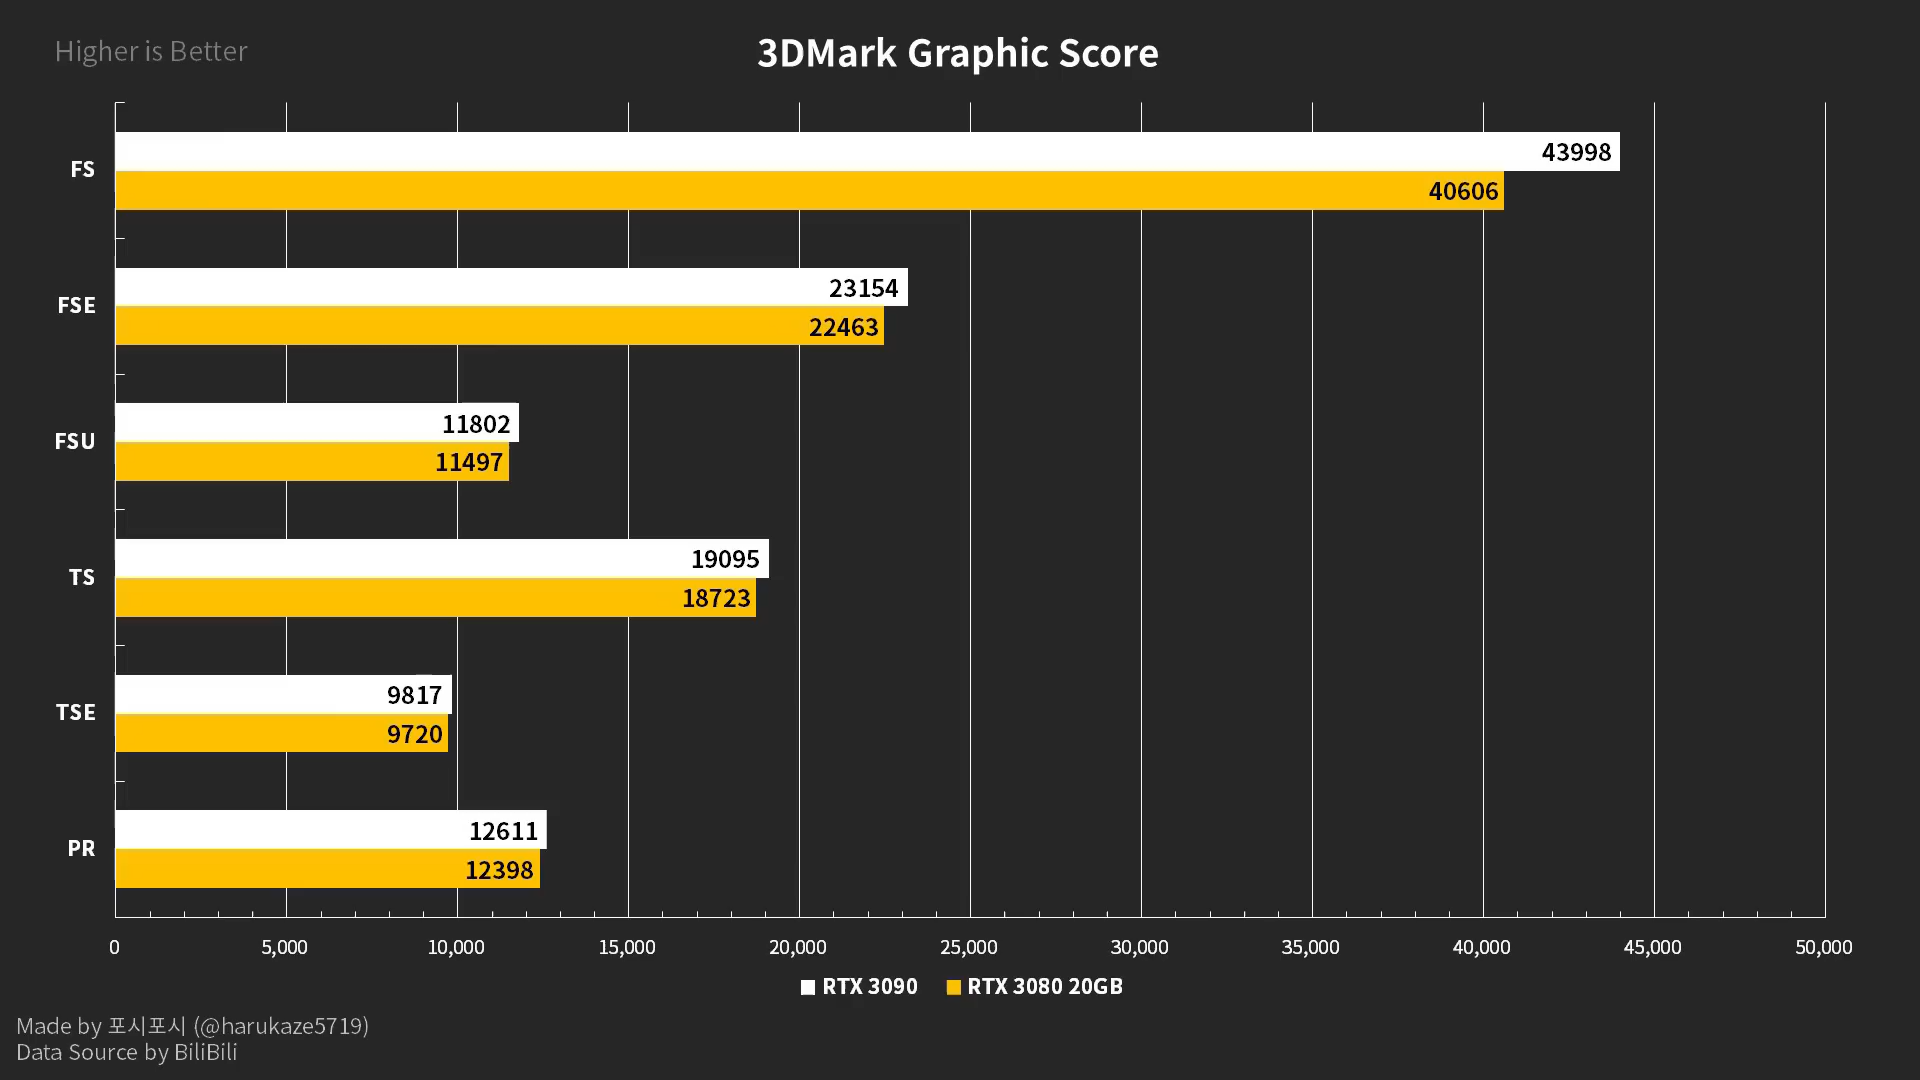 Higher is Better
3DMark Graphic Score
FS
43998
40606
FSE
23154
22463
FSU
11802
11497
TS
19095
18723
TSE
9817
9720
PR
12611
12398
0 5,000 10,000 15,000 20,000 25,000 30,000 35,000 40,000 45,000 50,000
RTX 3090 RTX 3080 20GB
Made by 포시포시 (@harukaze5719)
Data Source by BiliBili